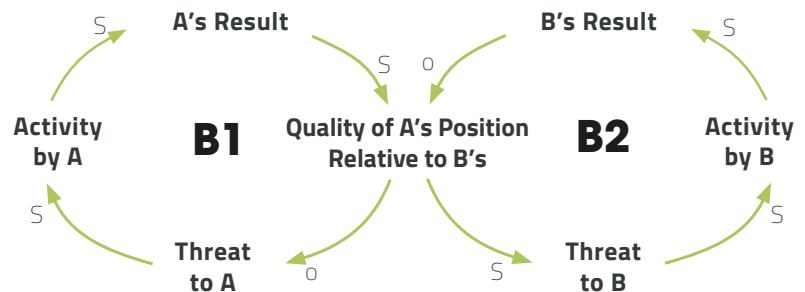 S
A's Result
S
o
B's Result
S
Activity
by A
B1
Quality of A's Position
Relative to B's
B2
Activity
by B
S
Threat
to A
o
S
Threat
to B
S